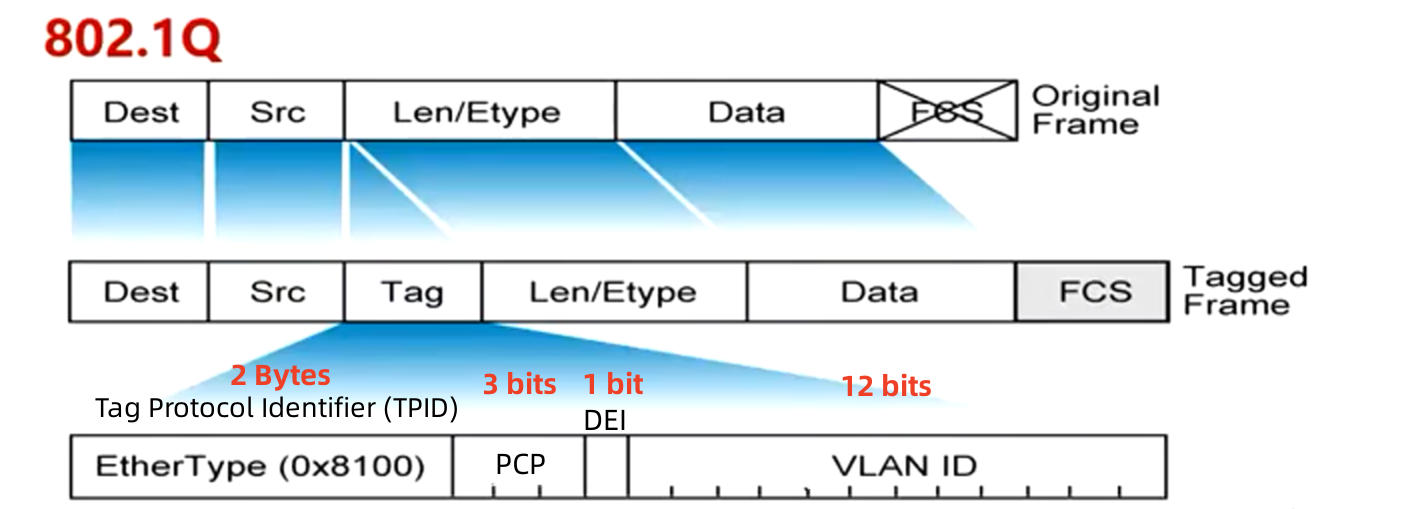 802.1Q
Dest Src Len/Etype Data FCS
Original
Frame
Dest Src Tag Len/Etype Data FCS
Tagged
Frame
2 Bytes 3 bits 1 bit 12 bits
Tag Protocol Identifier (TPID) DEI
EtherType (0x8100) PCP VLAN ID